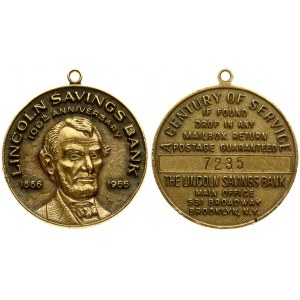 LINCOLN SAVINGS BANK
100TH ANNIVERSARY
1866 1966
A CENTURY OF SERVICE
IF FOUND
DROP IN ANY
MAILBOX. RETURN
POSTAGE GUARANTEED
7295
THE LINCOLN SAVINGS BANK
MAIN OFFICE
531 BROADWAY
BROOKLYN, N.Y.